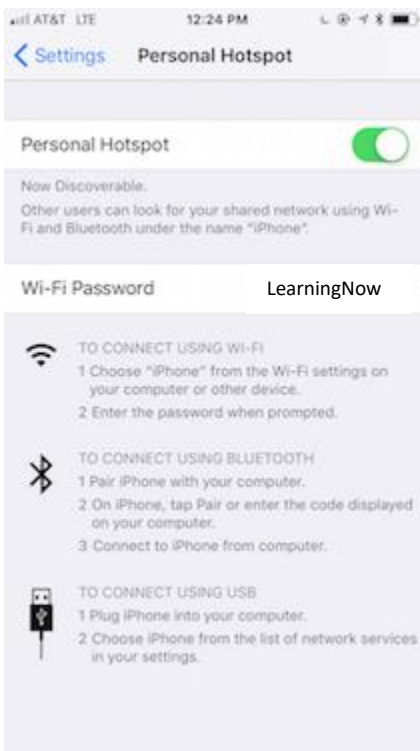 AT&T LTE 12:24 PM
Settings Personal Hotspot
Personal Hotspot
Now Discoverable.
Other users can look for your shared network using Wi-
Fi and Bluetooth under the name "iPhone".
Wi-Fi Password LearningNow
TO CONNECT USING WI-FI
1 Choose "iPhone" from the Wi-Fi settings on
your computer or other device.
2 Enter the password when prompted.
TO CONNECT USING BLUETOOTH
1 Pair iPhone with your computer.
2 On iPhone, tap Pair or enter the code displayed
on your computer.
3 Connect to iPhone from computer.
TO CONNECT USING USB
1 Plug iPhone into your computer.
2 Choose iPhone from the list of network services
in your settings.